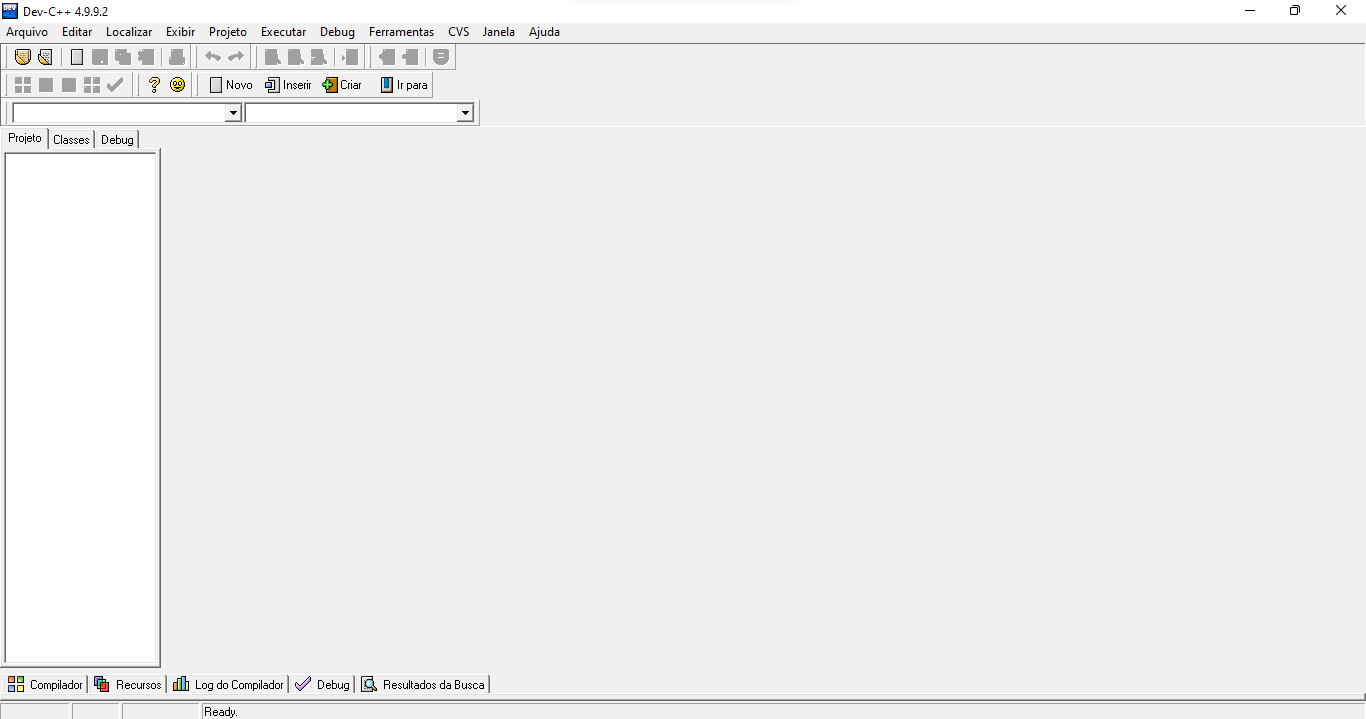 Dev-C++ 4.9.9.2
Arquivo Editar Localizar Exibir Projeto Executar Debug Ferramentas CVS Janela Ajuda
Novo Inserir Criar Ir para
Projeto Classes Debug
Compilador Recursos Log do Compilador Debug Resultados da Busca
Ready.